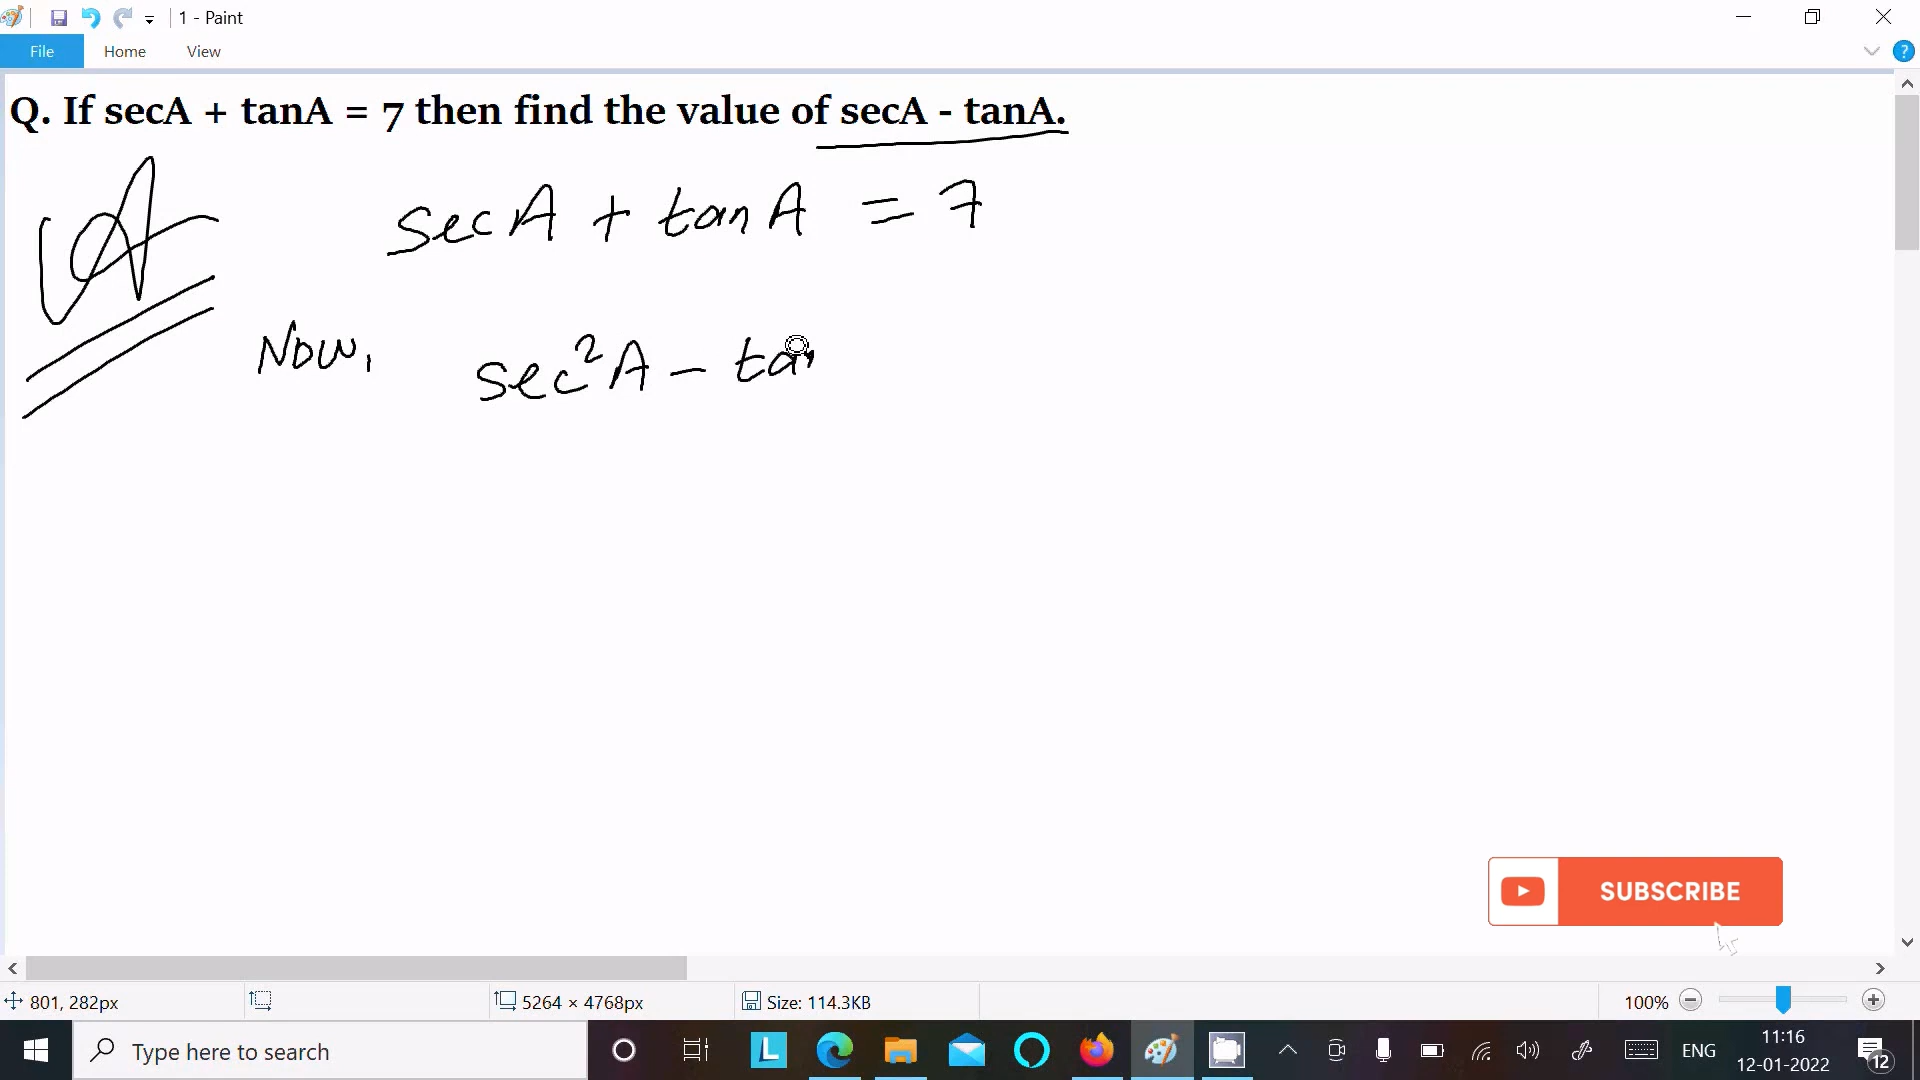 1 - Paint
File Home View
Q. If secA + tanA = 7 then find the value of secA - tanA.
A
secA + tanA = 7
Now, sec²A - tan
SUBSCRIBE
801, 282px 5264 × 4768px Size: 114.3KB 100%
Type here to search
L
ENG
11:16
12-01-2022
12